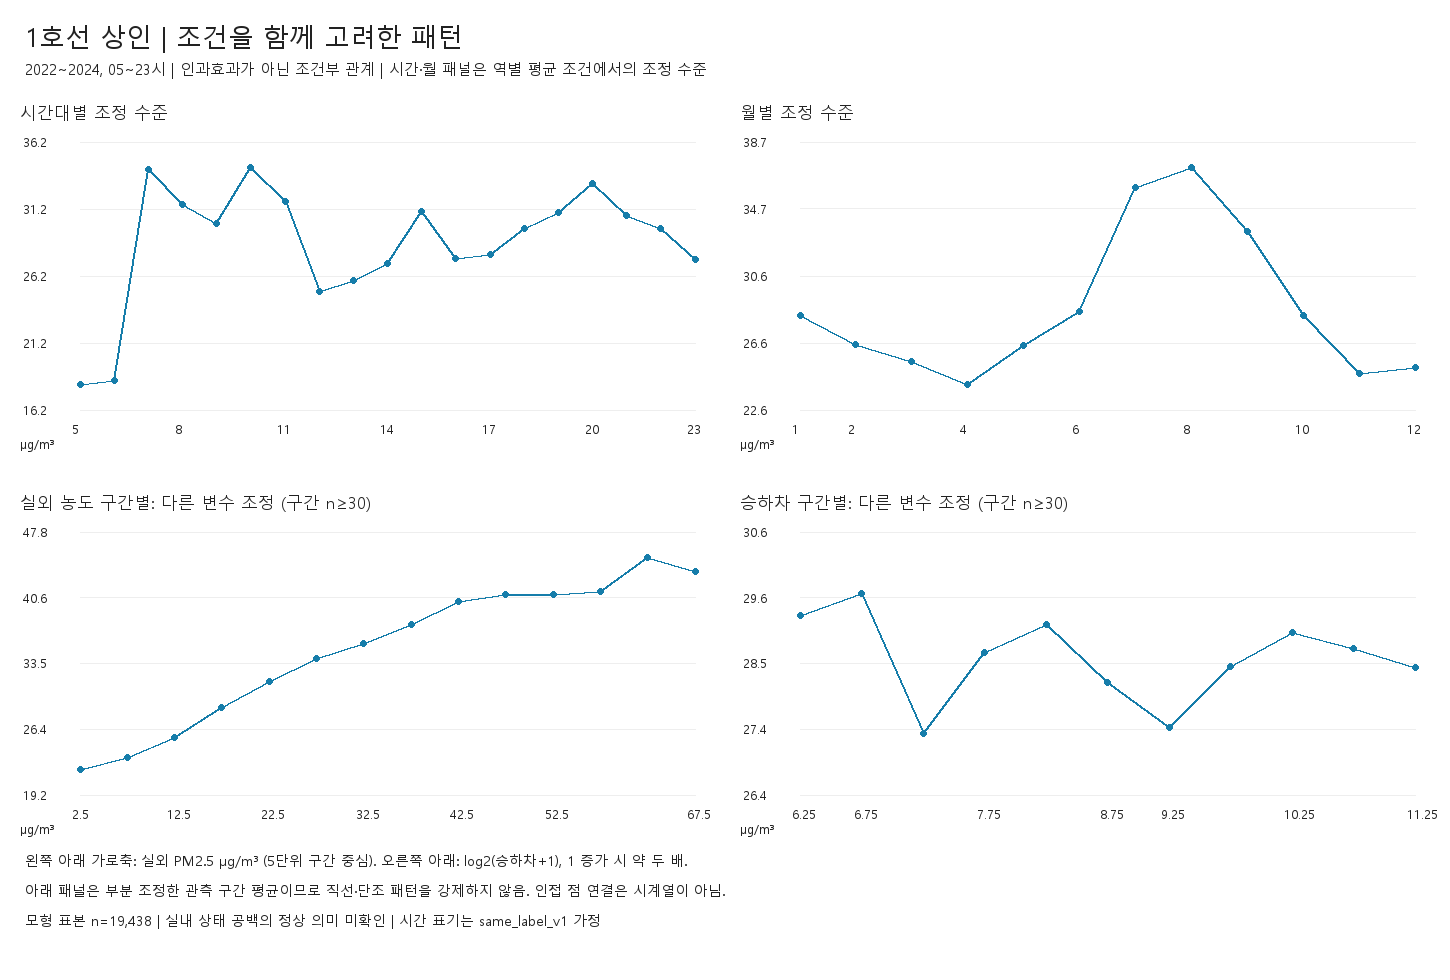 1호선 상인 | 조건을 함께 고려한 패턴
2022~2024, 05~23시 | 인과효과가 아닌 조건부 관계 | 시간·월 패널은 역별 평균 조건에서의 조정 수준
시간대별 조정 수준
36.2
31.2
26.2
21.2
16.2
5 8 11 14 17 20 23
µg/m³
월별 조정 수준
38.7
34.7
30.6
26.6
22.6
1 2 4 6 8 10 12
µg/m³
실외 농도 구간별: 다른 변수 조정 (구간 n≥30)
47.8
40.6
33.5
26.4
19.2
2.5 12.5 22.5 32.5 42.5 52.5 67.5
µg/m³
승하차 구간별: 다른 변수 조정 (구간 n≥30)
30.6
29.6
28.5
27.4
26.4
6.25 6.75 7.75 8.75 9.25 10.25 11.25
µg/m³
왼쪽 아래 가로축: 실외 PM2.5 µg/m³ (5단위 구간 중심). 오른쪽 아래: log2(승하차+1), 1 증가 시 약 두 배.
아래 패널은 부분 조정한 관측 구간 평균이므로 직선·단조 패턴을 강제하지 않음. 인접 점 연결은 시계열이 아님.
모형 표본 n=19,438 | 실내 상태 공백의 정상 의미 미확인 | 시간 표기는 same_label_v1 가정